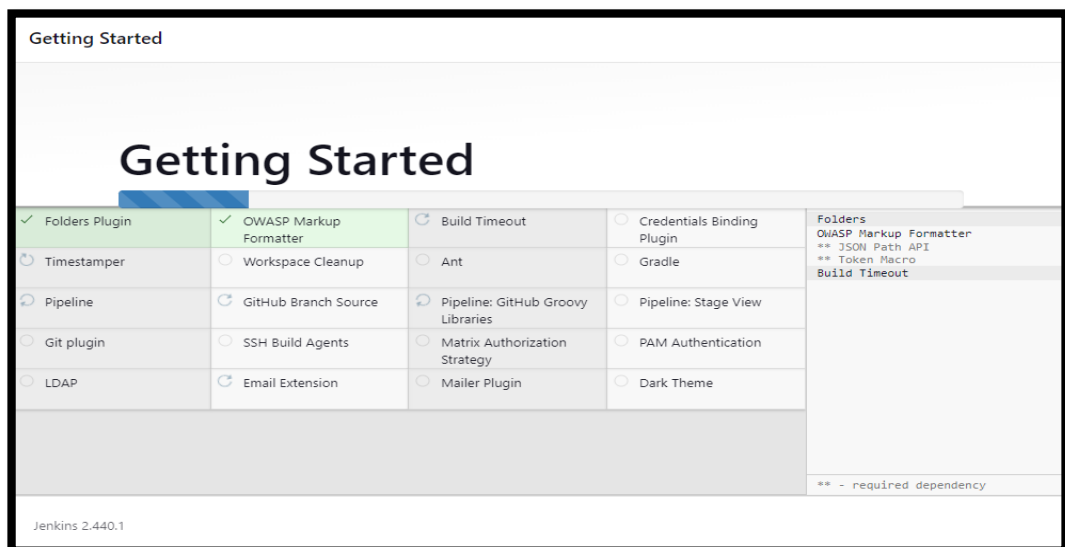 Getting Started
Getting Started
Folders Plugin
OWASP Markup
Formatter
Build Timeout
Credentials Binding
Plugin
Timestamper
Workspace Cleanup
Ant
Gradle
Pipeline
GitHub Branch Source
Pipeline: GitHub Groovy
Libraries
Pipeline: Stage View
Git plugin
SSH Build Agents
Matrix Authorization
Strategy
PAM Authentication
LDAP
Email Extension
Mailer Plugin
Dark Theme
Folders
OWASP Markup Formatter
** JSON Path API
** Token Macro
Build Timeout
** - required dependency
Jenkins 2.440.1